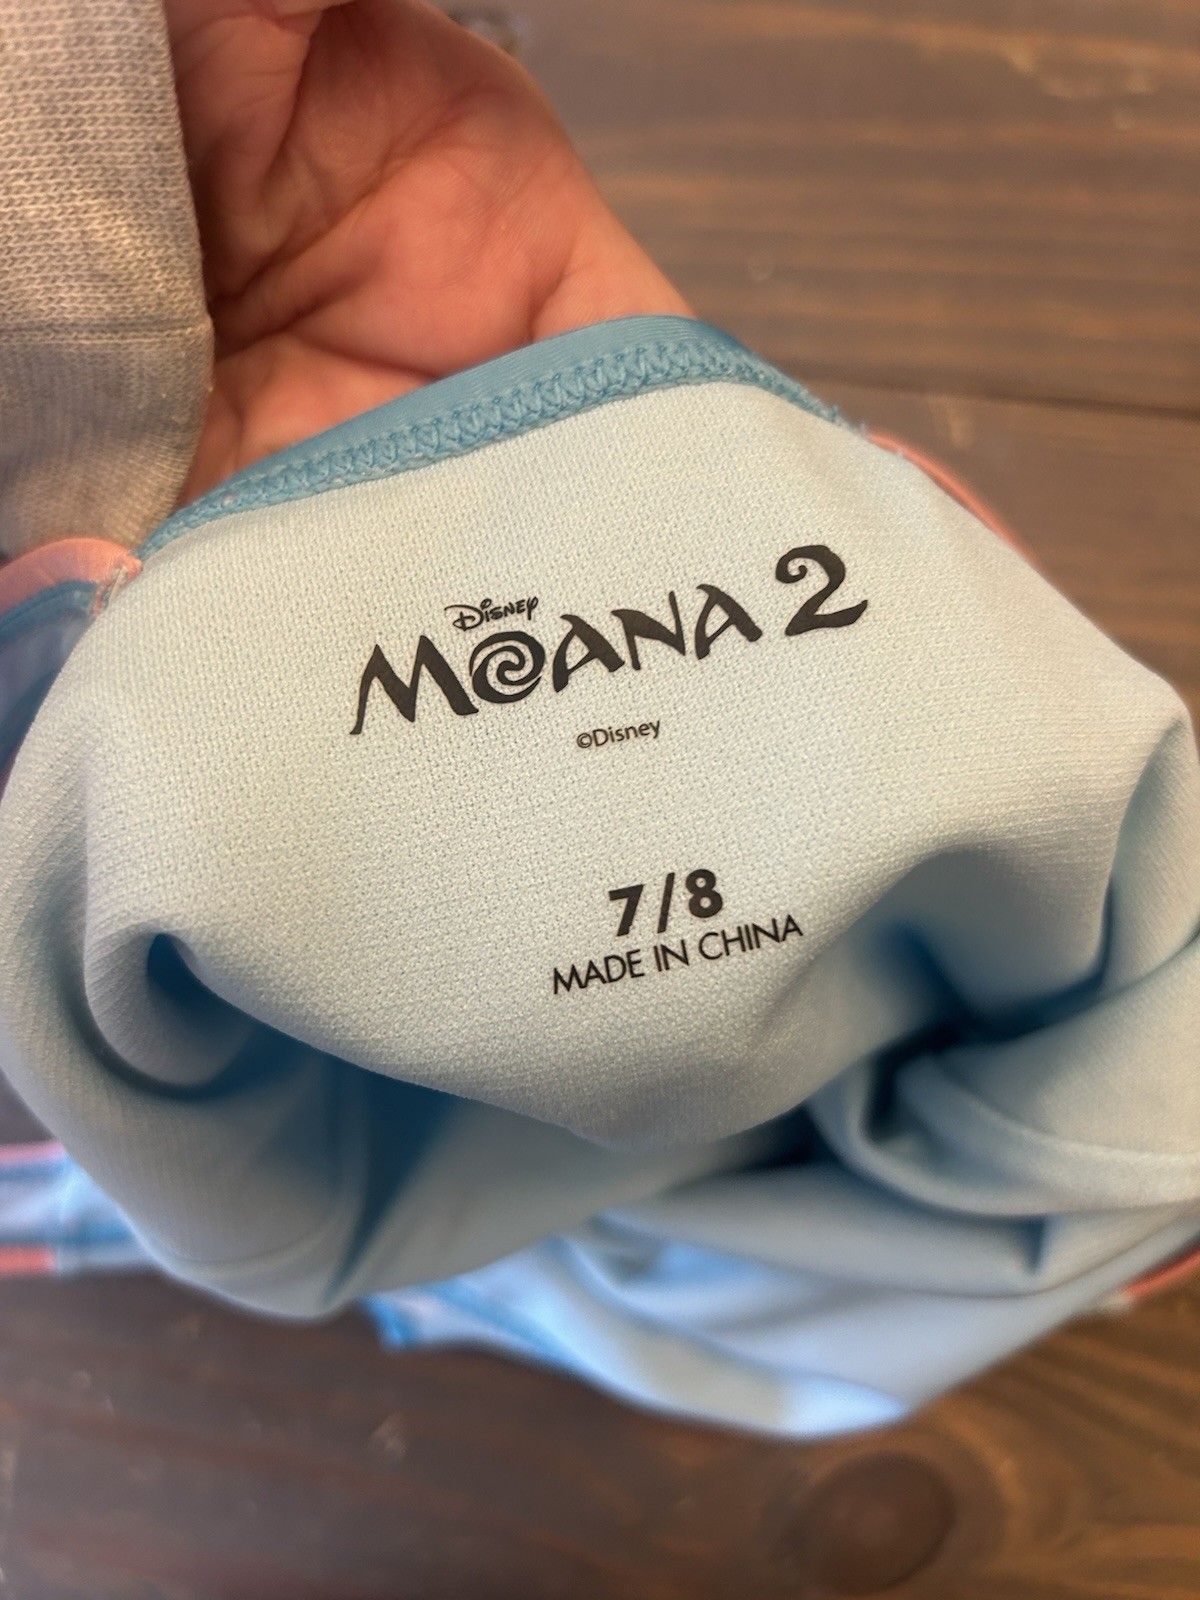 Disney
MOANA 2
©Disney
7/8
MADE IN CHINA